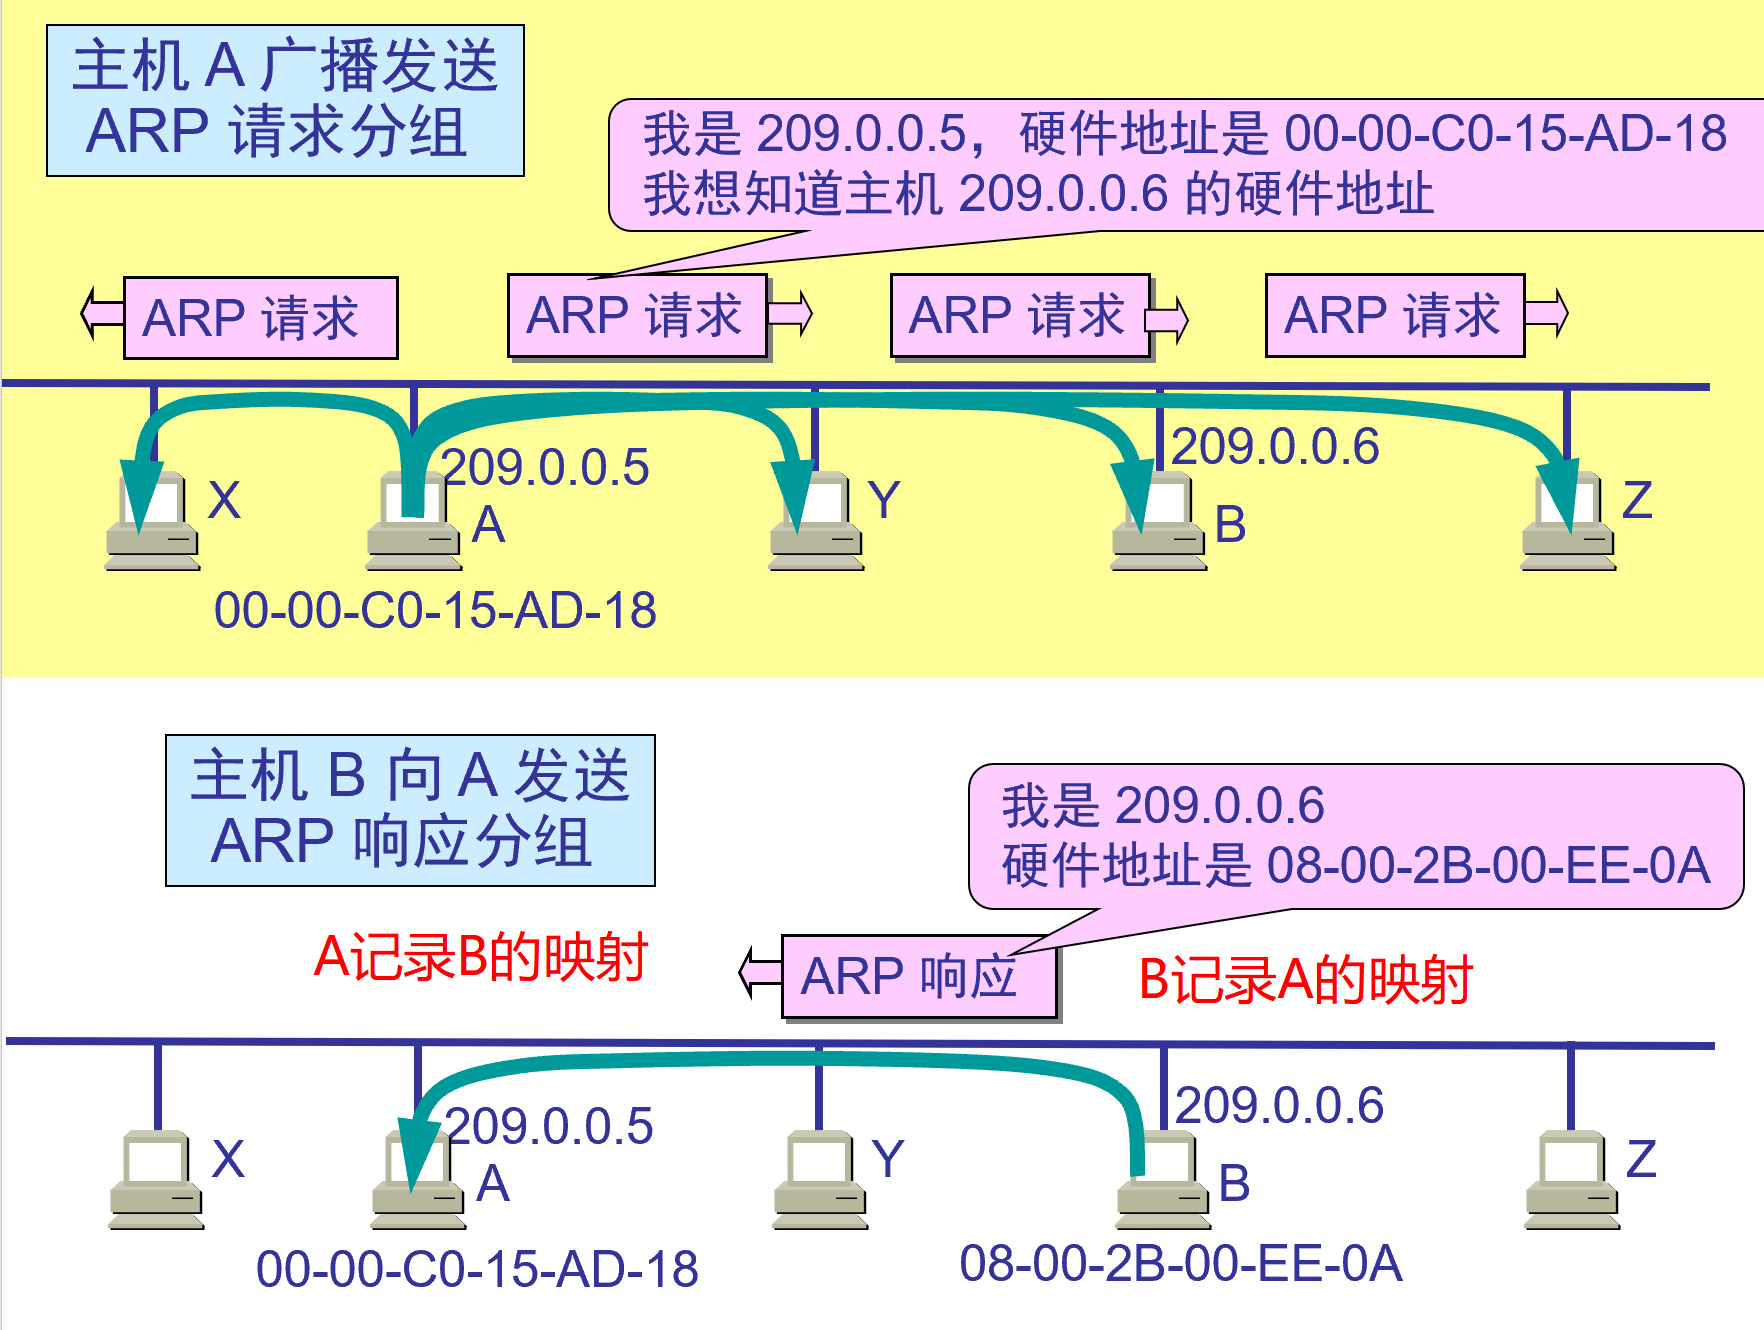 主机 A 广播发送
ARP 请求分组
我是 209.0.0.5，硬件地址是 00-00-C0-15-AD-18
我想知道主机 209.0.0.6 的硬件地址
ARP 请求
ARP 请求
ARP 请求
ARP 请求
209.0.0.5
209.0.0.6
X
A
Y
B
Z
00-00-C0-15-AD-18
主机 B 向 A 发送
ARP 响应分组
我是 209.0.0.6
硬件地址是 08-00-2B-00-EE-0A
A记录B的映射
ARP 响应
B记录A的映射
209.0.0.5
209.0.0.6
X
A
Y
B
Z
00-00-C0-15-AD-18
08-00-2B-00-EE-0A